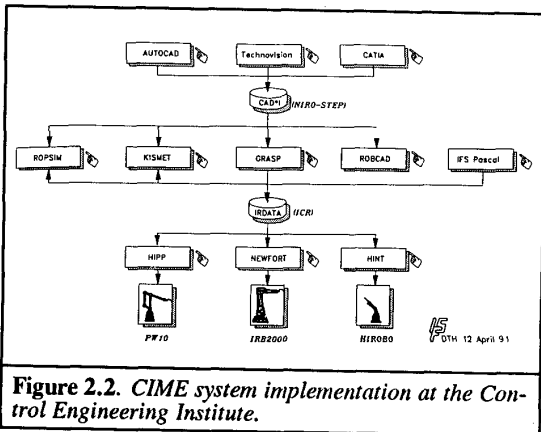 AUTOCAD
Technovision
CATIA
CAD*I
(NIRO-STEP)
ROPSIM
KISMET
GRASP
ROBCAD
IFS Pascal
IRDATA
(ICR)
HIPP
NEWFORT
HINT
PW10
IRB2000
HIROBO
IFS
DTH 12 April 91
Figure 2.2. CIME system implementation at the Con-
trol Engineering Institute.